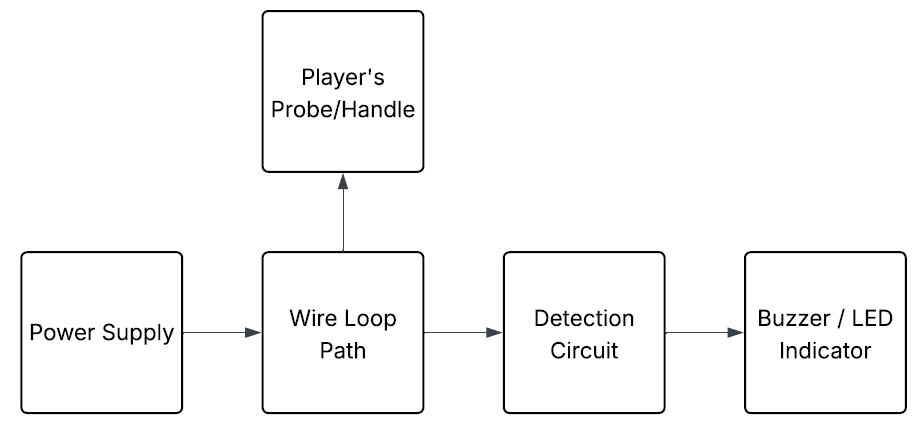 Player's
Probe/Handle
Power Supply
Wire Loop
Path
Detection
Circuit
Buzzer / LED
Indicator